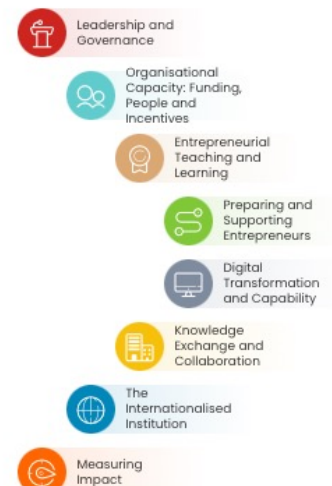 Leadership and
Governance
Organisational
Capacity: Funding,
People and
Incentives
Entrepreneurial
Teaching and
Learning
Preparing and
Supporting
Entrepreneurs
Digital
Transformation
and Capability
Knowledge
Exchange and
Collaboration
The
Internationalised
Institution
Measuring
Impact